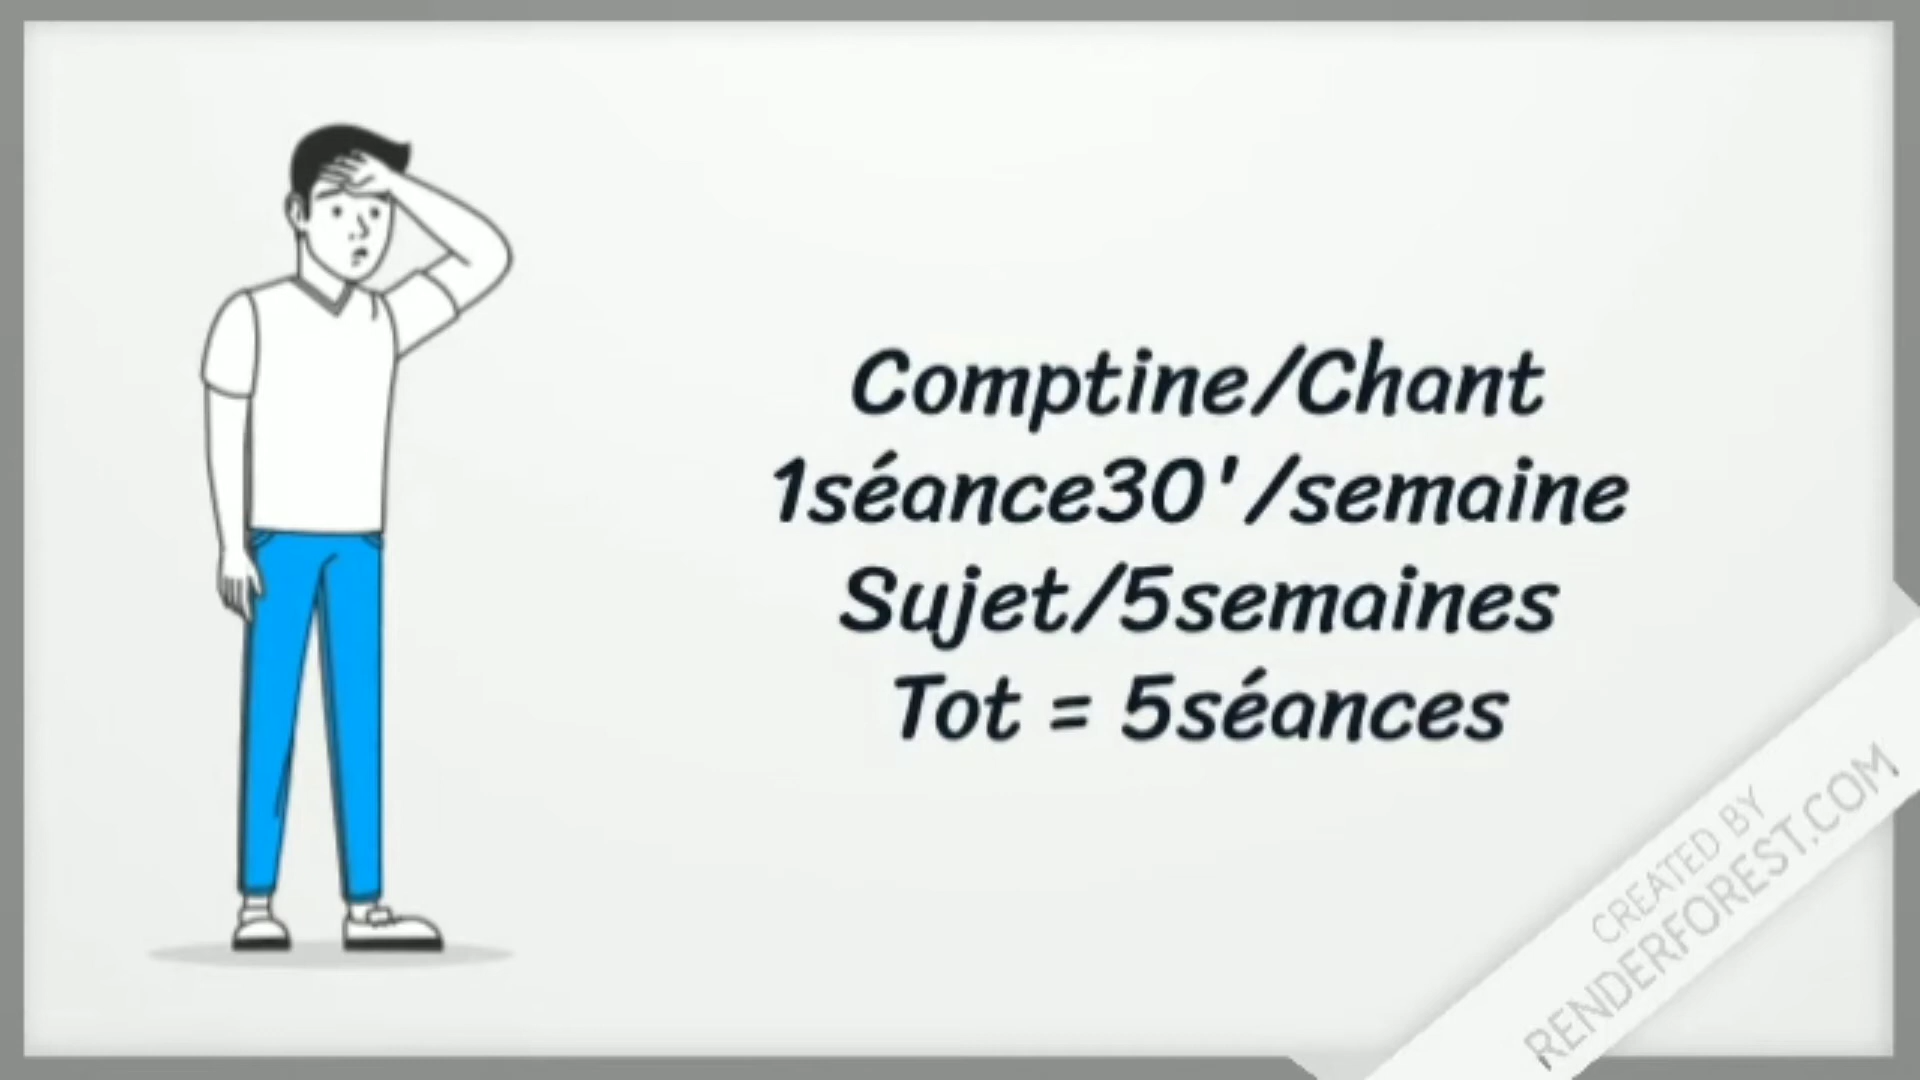 Comptine/Chant
1séance30'/semaine
Sujet/5semaines
Tot = 5séances
CREATED BY
RENDERFOREST.COM